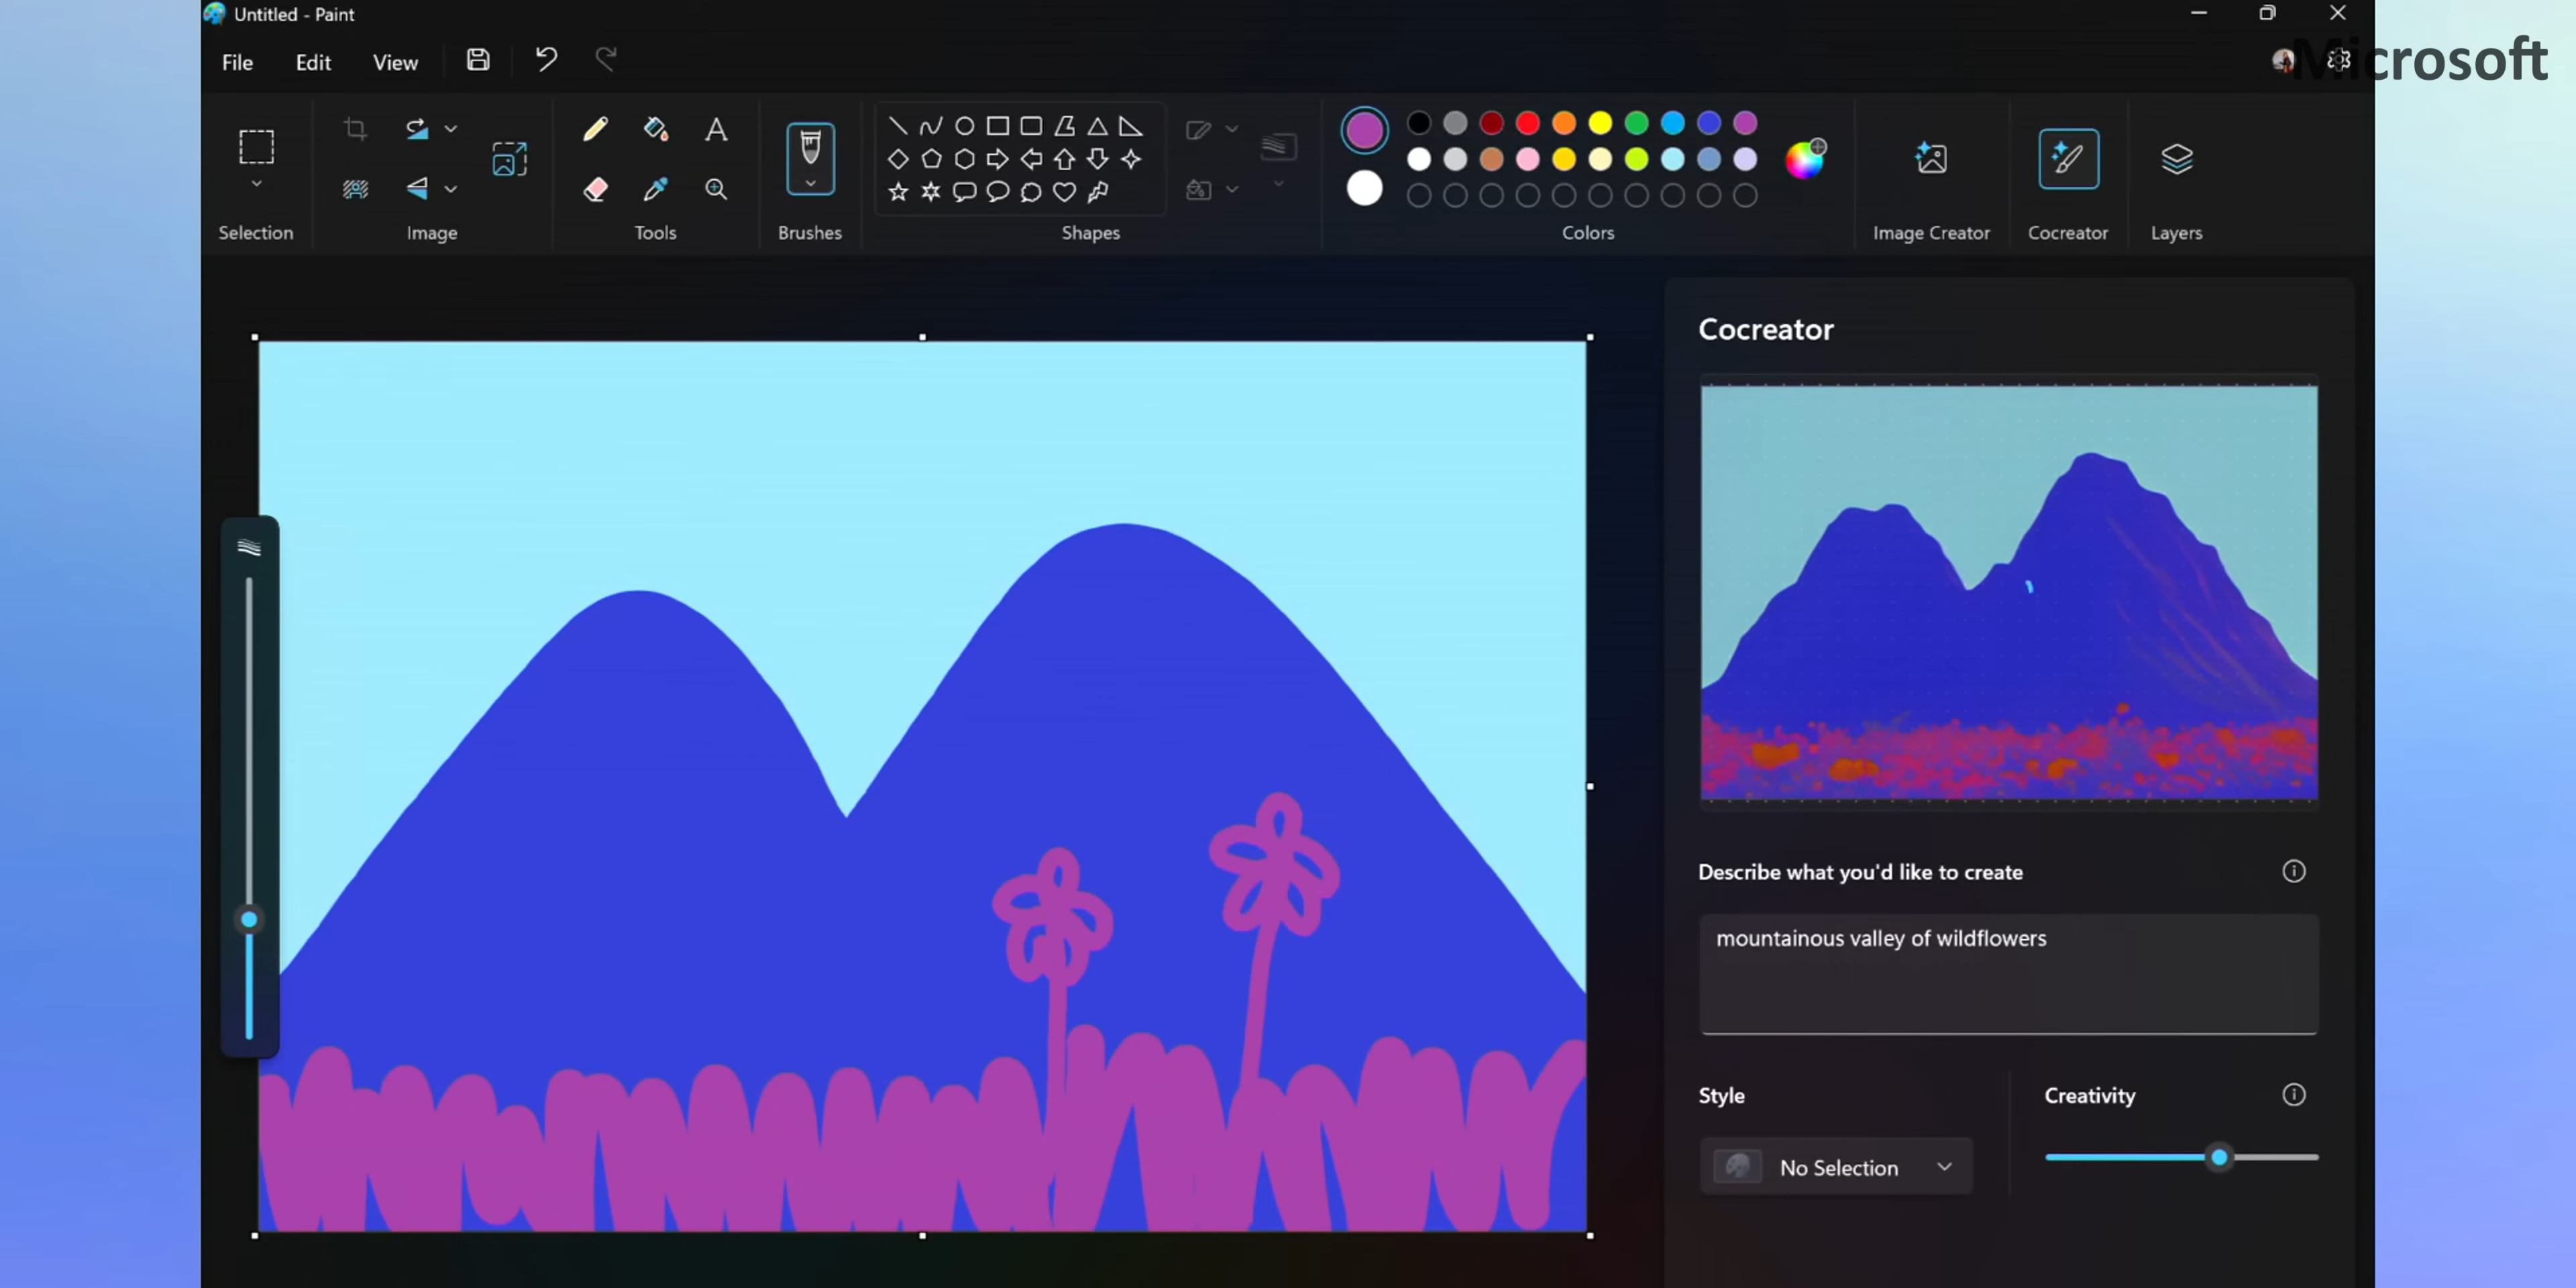 Untitled - Paint
File Edit View
Microsoft
Selection Image Tools Brushes Shapes Colors Image Creator Cocreator Layers
Cocreator
Describe what you'd like to create
mountainous valley of wildflowers
Style Creativity
No Selection